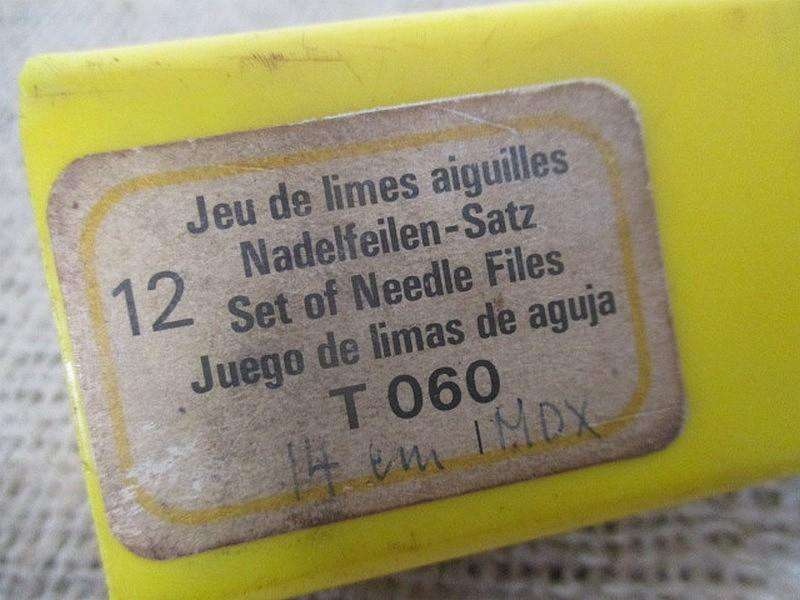 Jeu de limes aiguilles
Nadelfeilen-Satz
12 Set of Needle Files
Juego de limas de aguja
T 060
14 cm INOX